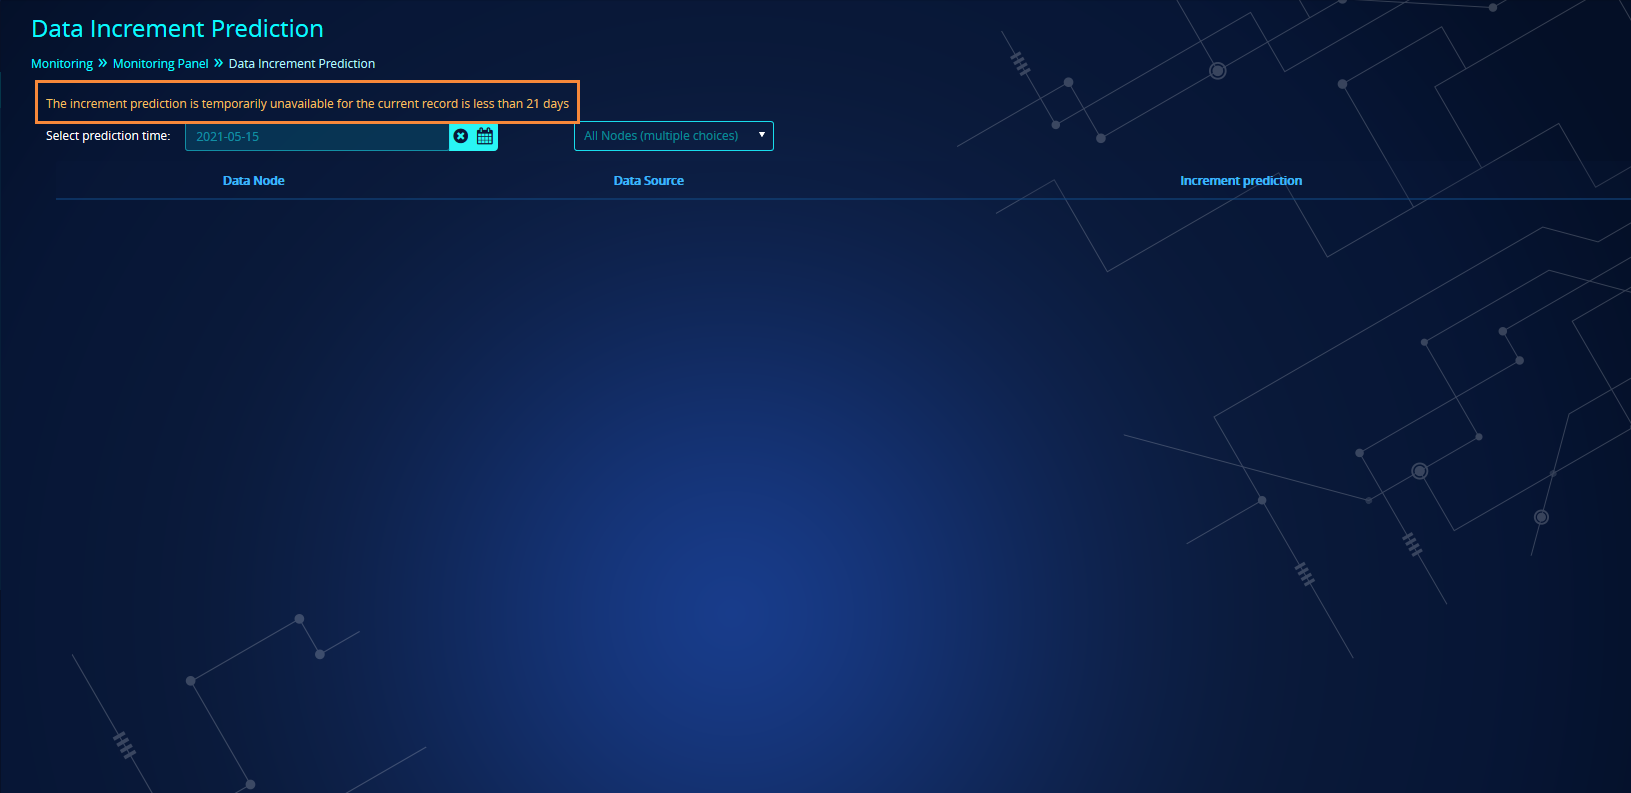 Data Increment Prediction
Monitoring » Monitoring Panel » Data Increment Prediction
The increment prediction is temporarily unavailable for the current record is less than 21 days
Select prediction time: 2021-05-15 All Nodes (multiple choices)
Data Node Data Source Increment prediction